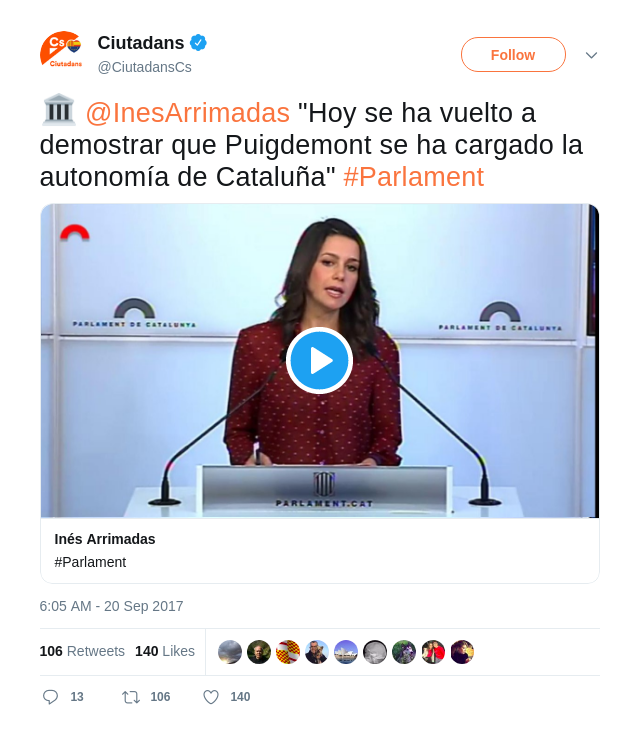 Cs
Ciutadans
Ciutadans
@CiutadansCs
Follow
🏛 @InesArrimadas "Hoy se ha vuelto a
demostrar que Puigdemont se ha cargado la
autonomía de Cataluña" #Parlament
PARLAMENT DE CATALUNYA
PARLAMENT DE CATALUNYA
PARLAMENT.CAT
Inés Arrimadas
#Parlament
6:05 AM - 20 Sep 2017
106 Retweets 140 Likes
13 106 140